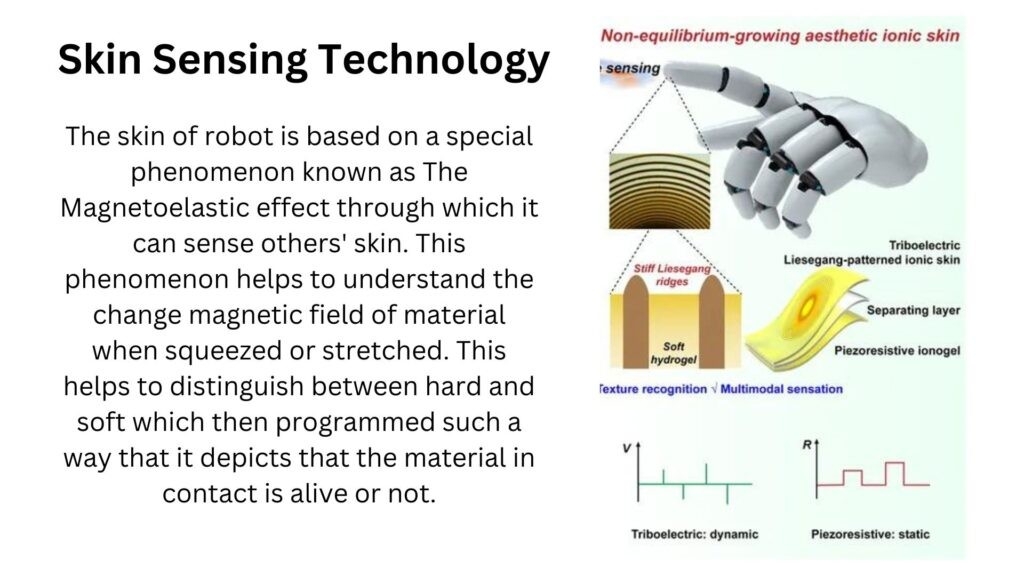 Skin Sensing Technology
The skin of robot is based on a special
phenomenon known as The
Magnetoelastic effect through which it
can sense others' skin. This
phenomenon helps to understand the
change magnetic field of material
when squeezed or stretched. This
helps to distinguish between hard and
soft which then programmed such a
way that it depicts that the material in
contact is alive or not.
Non-equilibrium-growing aesthetic ionic skin
sensing
Triboelectric
Liesegang-patterned ionic skin
Stiff Liesegang
ridges
Separating layer
Soft
hydrogel
Piezoresistive ionogel
Texture recognition √ Multimodal sensation
V
R
Triboelectric: dynamic
Piezoresistive: static